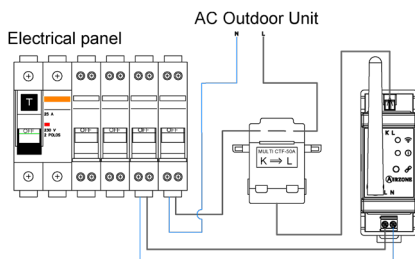 AC Outdoor Unit
Electrical panel
N L
T
25 A
230 V
2 POLOS
OFF OFF OFF OFF OFF
MULTI CTF-50A
K ⇒ L
K L
AIRZONE
L N